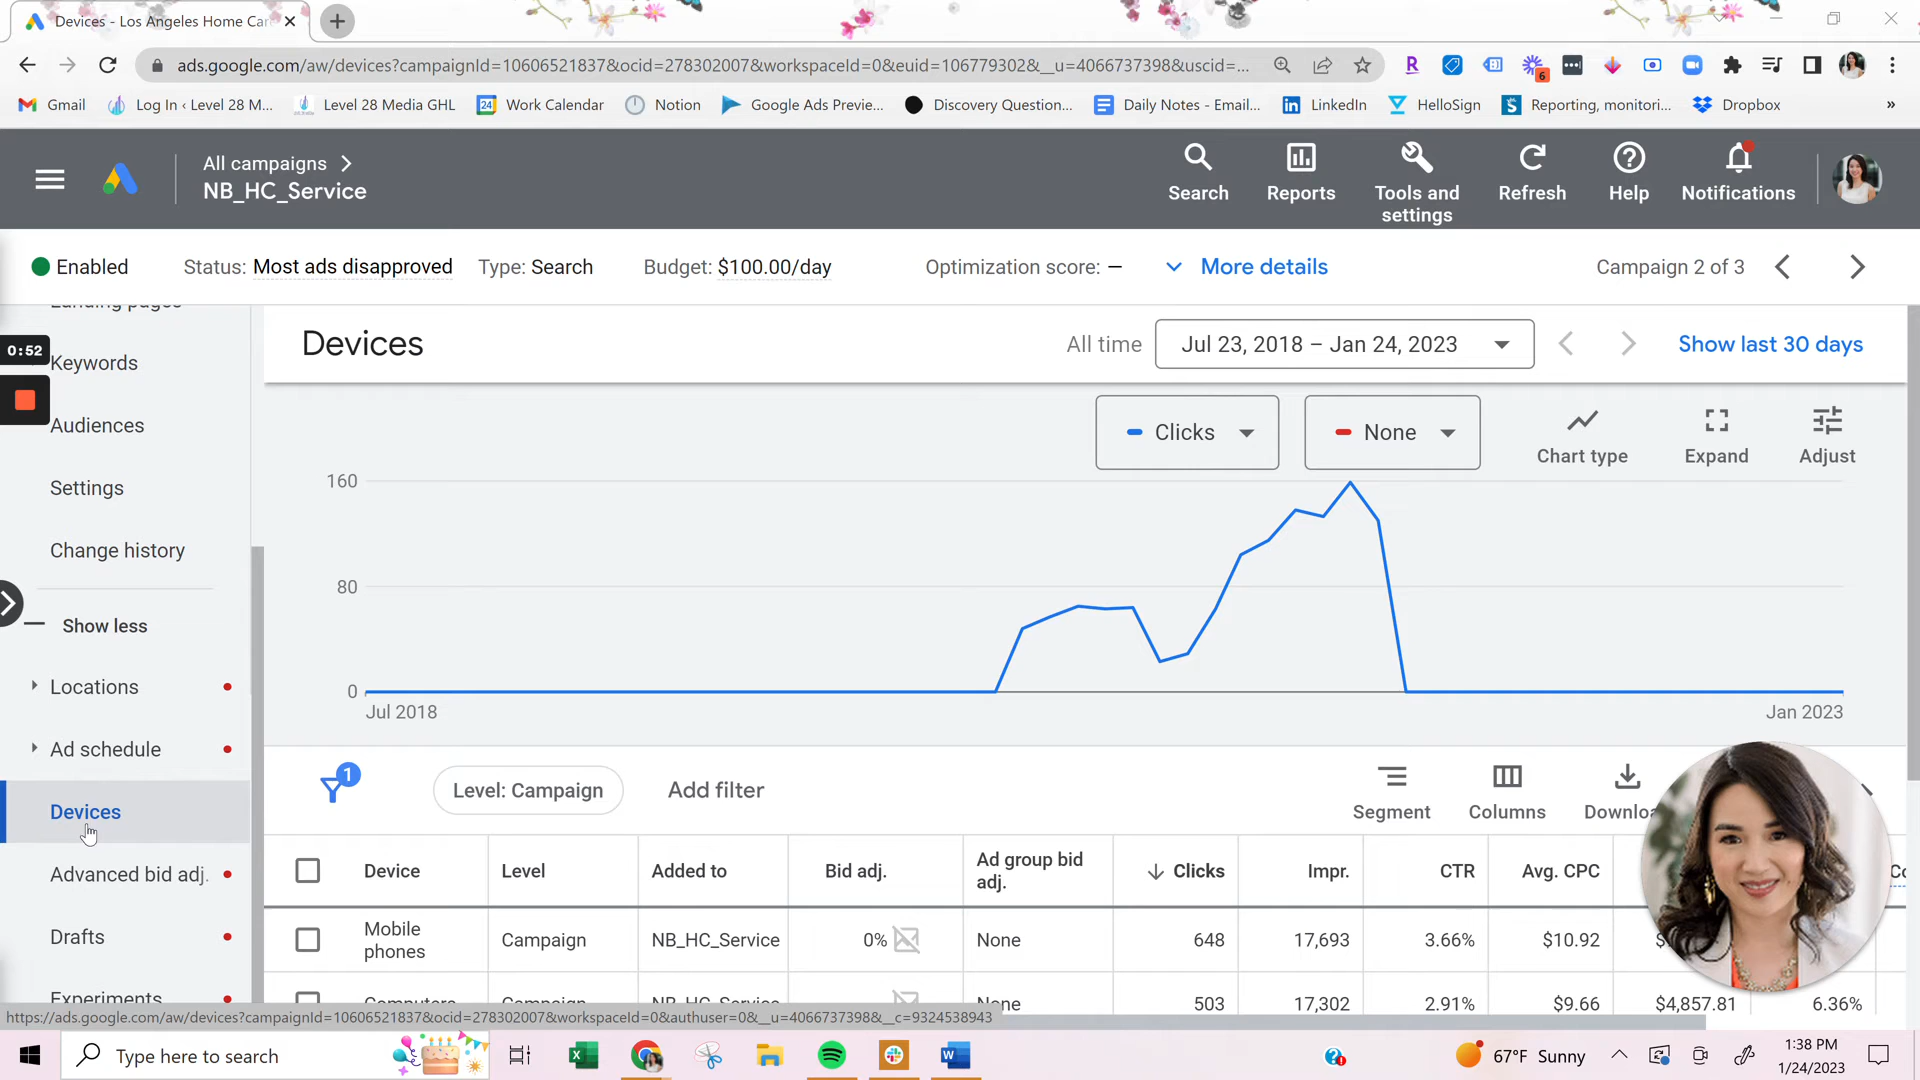 Devices - Los Angeles Home Car
ads.google.com/aw/devices?campaignId=10606521837&ocid=278302007&workspaceId=0&euid=106779302&__u=4066737398&uscid=...
6
Gmail
Log In ‹ Level 28 M...
Level 28 Media GHL
24
Work Calendar
Notion
Google Ads Previe...
Discovery Question...
Daily Notes - Email...
LinkedIn
HelloSign
Reporting, monitori...
Dropbox
»
All campaigns
NB_HC_Service
Search
Reports
Tools and
settings
Refresh
Help
Notifications
Enabled
Status: Most ads disapproved
Type: Search
Budget: $100.00/day
Optimization score: –
More details
Campaign 2 of 3
Landing pages
0:52
Keywords
Audiences
Settings
Change history
Show less
Locations
Ad schedule
Devices
Advanced bid adj.
Drafts
Experiments
Devices
All time
Jul 23, 2018 – Jan 24, 2023
Show last 30 days
Clicks
None
Chart type
Expand
Adjust
160
80
0
Jul 2018
Jan 2023
1
Level: Campaign
Add filter
Segment
Columns
Downlo
Device
Level
Added to
Bid adj.
Ad group bid
adj.
Clicks
Impr.
CTR
Avg. CPC
Mobile
phones
Campaign
NB_HC_Service
0%
None
648
17,693
3.66%
$10.92
Computers
Campaign
NB_HC_Service
None
503
17,302
2.91%
$9.66
$4,857.81
6.36%
https://ads.google.com/aw/devices?campaignId=10606521837&ocid=278302007&workspaceId=0&authuser=0&__u=4066737398&__c=9324538943
Type here to search
67°F Sunny
1:38 PM
1/24/2023